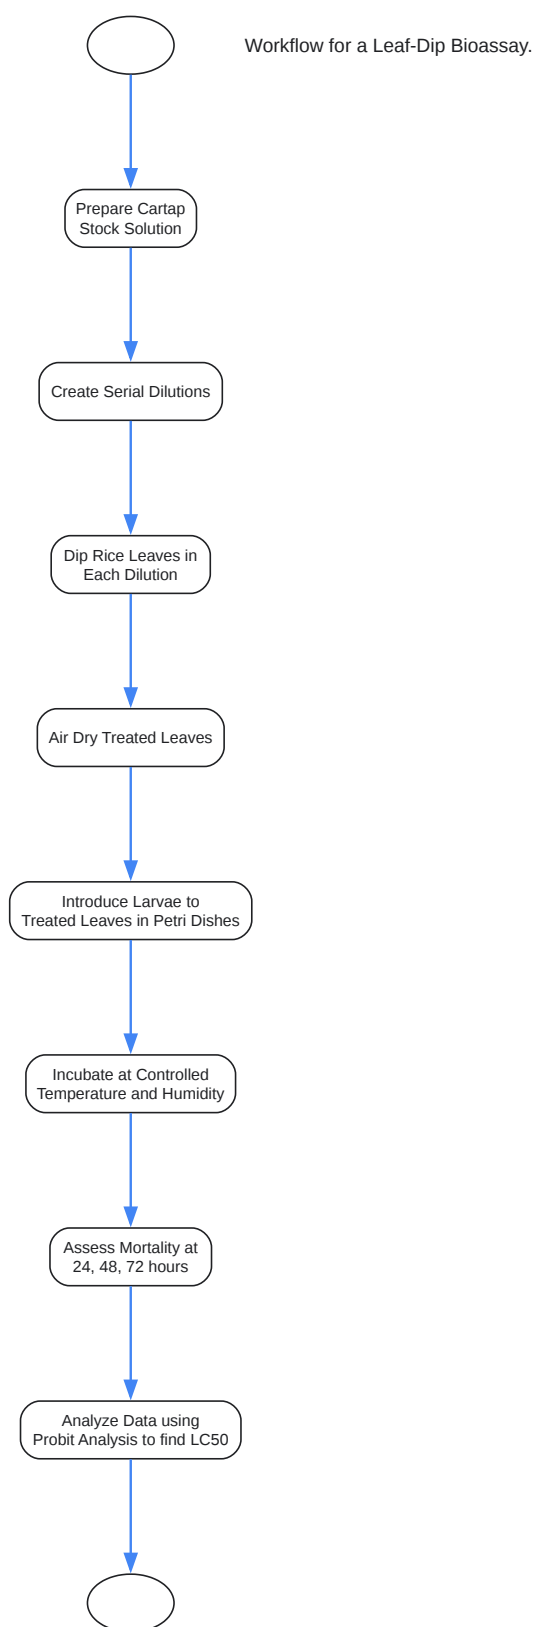 Workflow for a Leaf-Dip Bioassay.
Prepare Cartap
Stock Solution
Create Serial Dilutions
Dip Rice Leaves in
Each Dilution
Air Dry Treated Leaves
Introduce Larvae to
Treated Leaves in Petri Dishes
Incubate at Controlled
Temperature and Humidity
Assess Mortality at
24, 48, 72 hours
Analyze Data using
Probit Analysis to find LC50